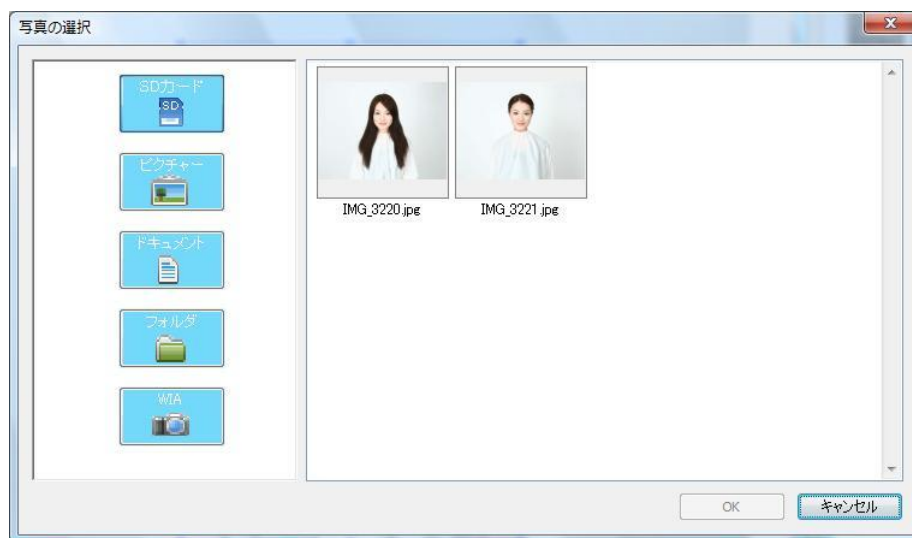 写真の選択
SDカード
SD
ピクチャー
ドキュメント
フォルダ
WIA
IMG_3220.jpg
IMG_3221.jpg
OK
キャンセル